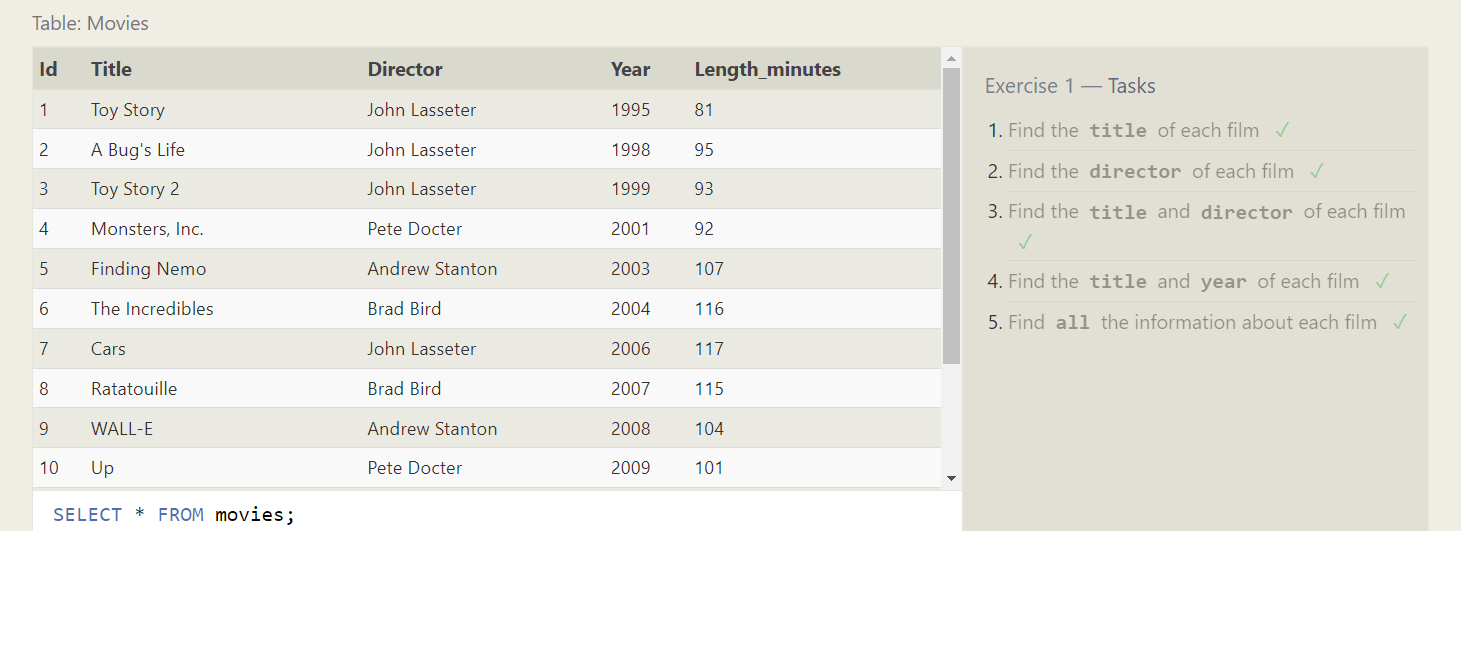 Table: Movies
Id Title Director Year Length_minutes
1 Toy Story John Lasseter 1995 81
2 A Bug's Life John Lasseter 1998 95
3 Toy Story 2 John Lasseter 1999 93
4 Monsters, Inc. Pete Docter 2001 92
5 Finding Nemo Andrew Stanton 2003 107
6 The Incredibles Brad Bird 2004 116
7 Cars John Lasseter 2006 117
8 Ratatouille Brad Bird 2007 115
9 WALL-E Andrew Stanton 2008 104
10 Up Pete Docter 2009 101
SELECT * FROM movies;
Exercise 1 — Tasks
1. Find the title of each film ✓
2. Find the director of each film ✓
3. Find the title and director of each film
✓
4. Find the title and year of each film ✓
5. Find all the information about each film ✓